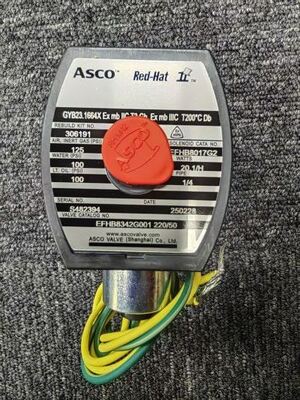 ASCO™ Red-Hat II™
GYB23.1664X Ex mb IIC Gb Ex mb IIIC T200°C Db
REBUILD KIT NO.
306191
AIR, INERT GAS (PSI) SOLENOID CATA NO.
125 EFHB8017G2
WATER (PSI) WATTS
100 20.1/H
LT. OIL (PSI) PIPE
100 1/4
SERIAL NO. DATE
S482394 250228
VALVE CATALOG NO.
EFHB8342G001 220/50
www.ascovalve.com
ASCO VALVE (Shanghai) Co., Ltd.
ASCO